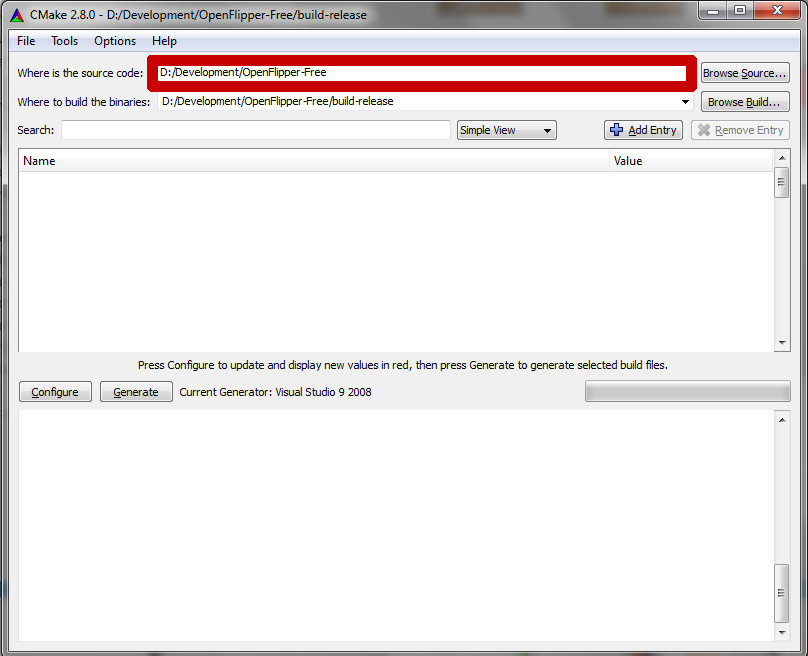 CMake 2.8.0 - D:/Development/OpenFlipper-Free/build-release
File Tools Options Help
Where is the source code: D:/Development/OpenFlipper-Free Browse Source...
Where to build the binaries: D:/Development/OpenFlipper-Free/build-release Browse Build...
Search: Simple View Add Entry Remove Entry
Name Value
Press Configure to update and display new values in red, then press Generate to generate selected build files.
Configure Generate Current Generator: Visual Studio 9 2008